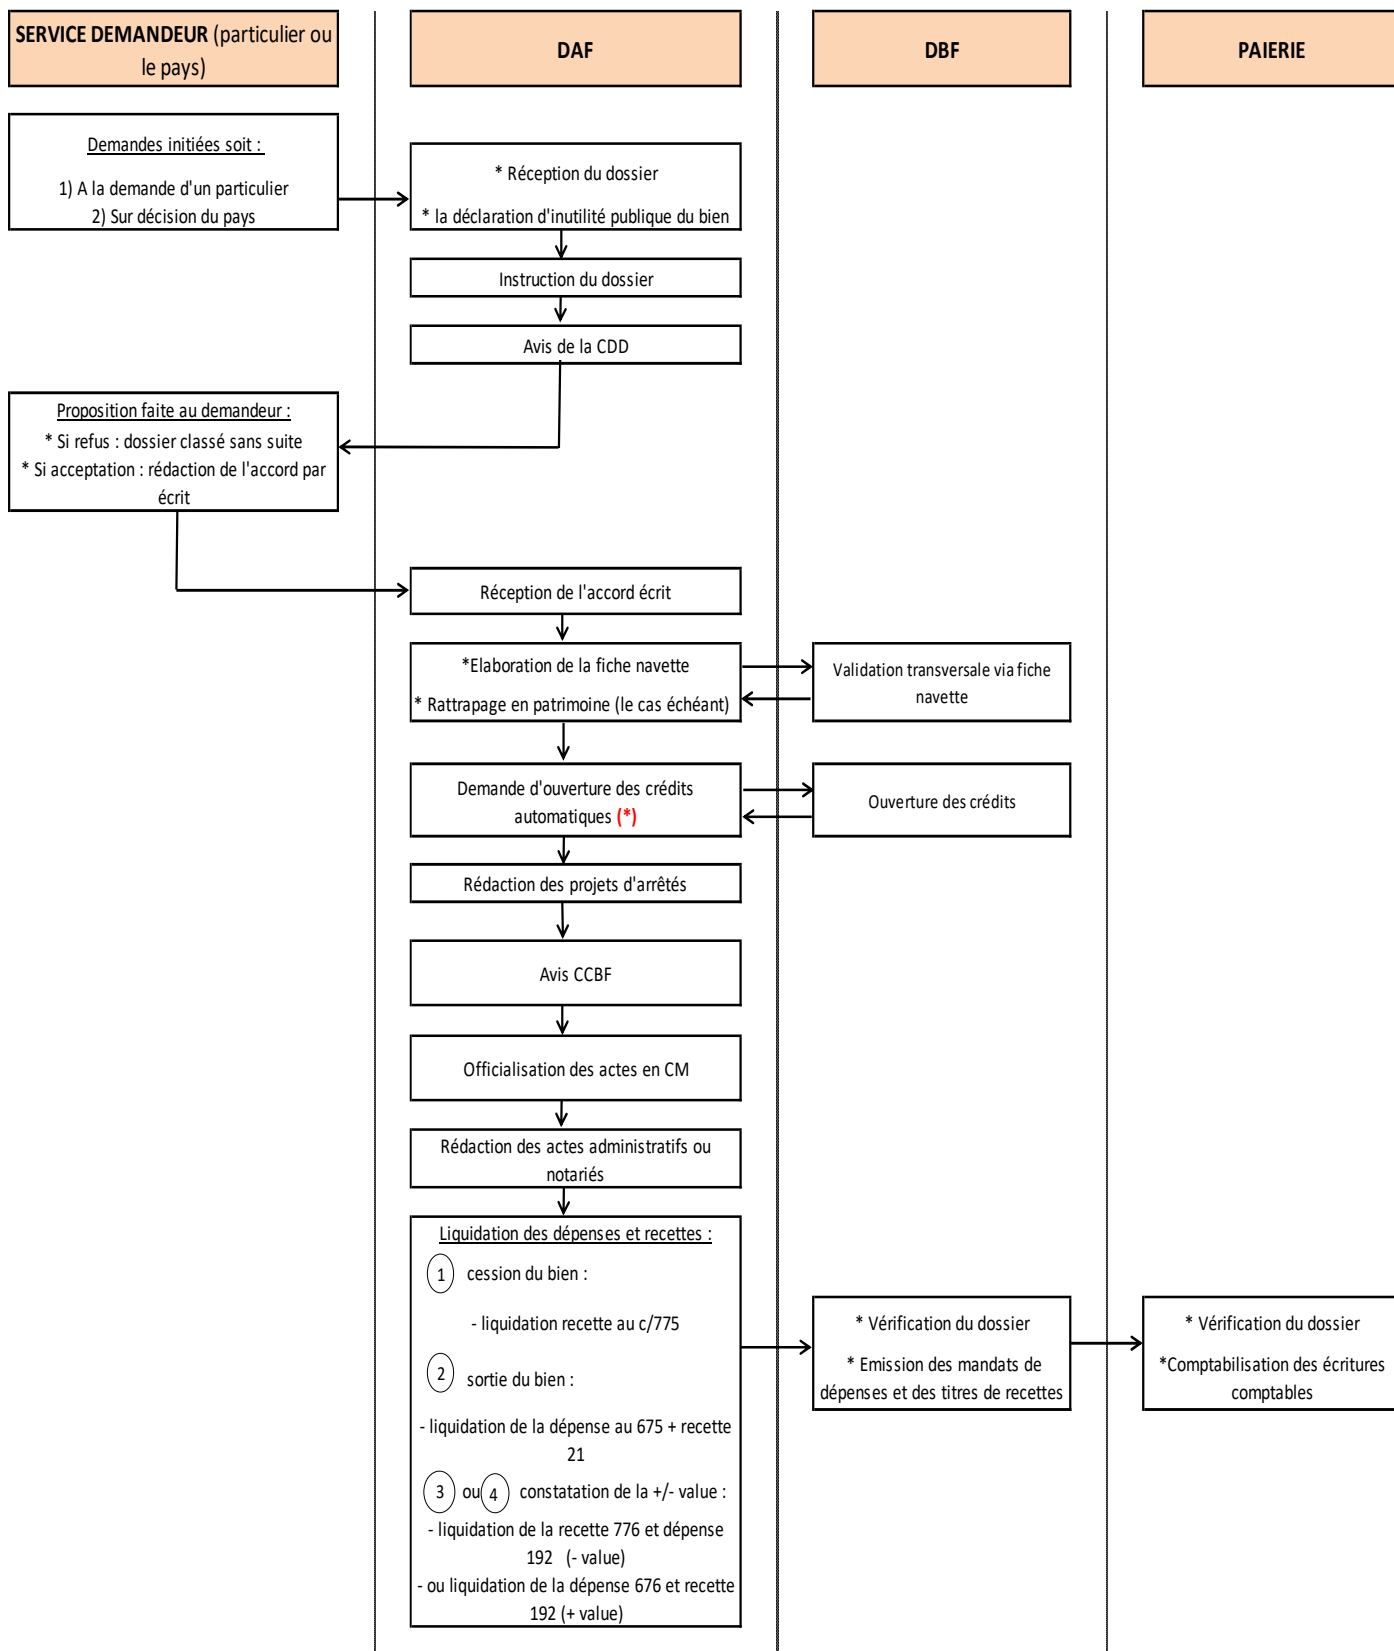 SERVICE DEMANDEUR (particulier ou
le pays)
DAF
DBF
PAIERIE
Demandes initiées soit :
1) A la demande d'un particulier
2) Sur décision du pays
* Réception du dossier
* la déclaration d'inutilité publique du bien
Instruction du dossier
Avis de la CDD
Proposition faite au demandeur :
* Si refus : dossier classé sans suite
* Si acceptation : rédaction de l'accord par
écrit
Réception de l'accord écrit
*Elaboration de la fiche navette
* Rattrapage en patrimoine (le cas échéant)
Validation transversale via fiche
navette
Demande d'ouverture des crédits
automatiques (*)
Ouverture des crédits
Rédaction des projets d'arrêtés
Avis CCBF
Officialisation des actes en CM
Rédaction des actes administratifs ou
notariés
Liquidation des dépenses et recettes :
1 cession du bien :
- liquidation recette au c/775
2 sortie du bien :
- liquidation de la dépense au 675 + recette
21
3 ou 4 constatation de la +/- value :
- liquidation de la recette 776 et dépense
192 (- value)
- ou liquidation de la dépense 676 et recette
192 (+ value)
* Vérification du dossier
* Emission des mandats de
dépenses et des titres de recettes
* Vérification du dossier
*Comptabilisation des écritures
comptables